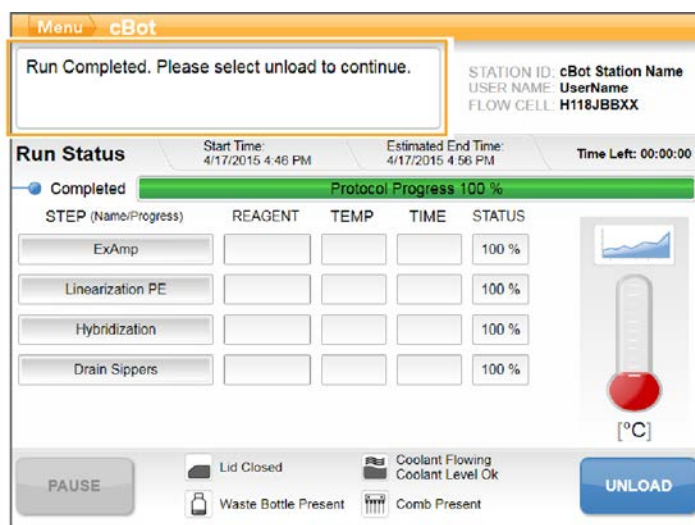 Menu cBot
Run Completed. Please select unload to continue.
STATION ID: cBot Station Name
USER NAME: UserName
FLOW CELL: H118JBBXX
Run Status
Start Time:
4/17/2015 4:46 PM
Estimated End Time:
4/17/2015 4:56 PM
Time Left: 00:00:00
Completed
Protocol Progress 100 %
STEP (Name/Progress) REAGENT TEMP TIME STATUS
ExAmp 100 %
Linearization PE 100 %
Hybridization 100 %
Drain Sippers 100 %
[°C]
PAUSE
Lid Closed
Waste Bottle Present
Coolant Flowing
Coolant Level Ok
Comb Present
UNLOAD